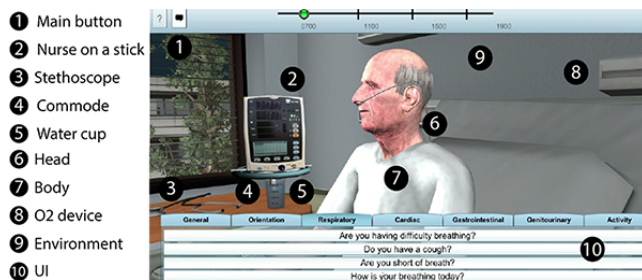 1 Main button
2 Nurse on a stick
3 Stethoscope
4 Commode
5 Water cup
6 Head
7 Body
8 O2 device
9 Environment
10 UI
?
0700 1100 1500 1900
1
2
9
8
6
7
3
4
5
General Orientation Respiratory Cardiac Gastrointestinal Genitourinary Activity
Are you having difficulty breathing?
Do you have a cough?
10
Are you short of breath?
How is your breathing today?